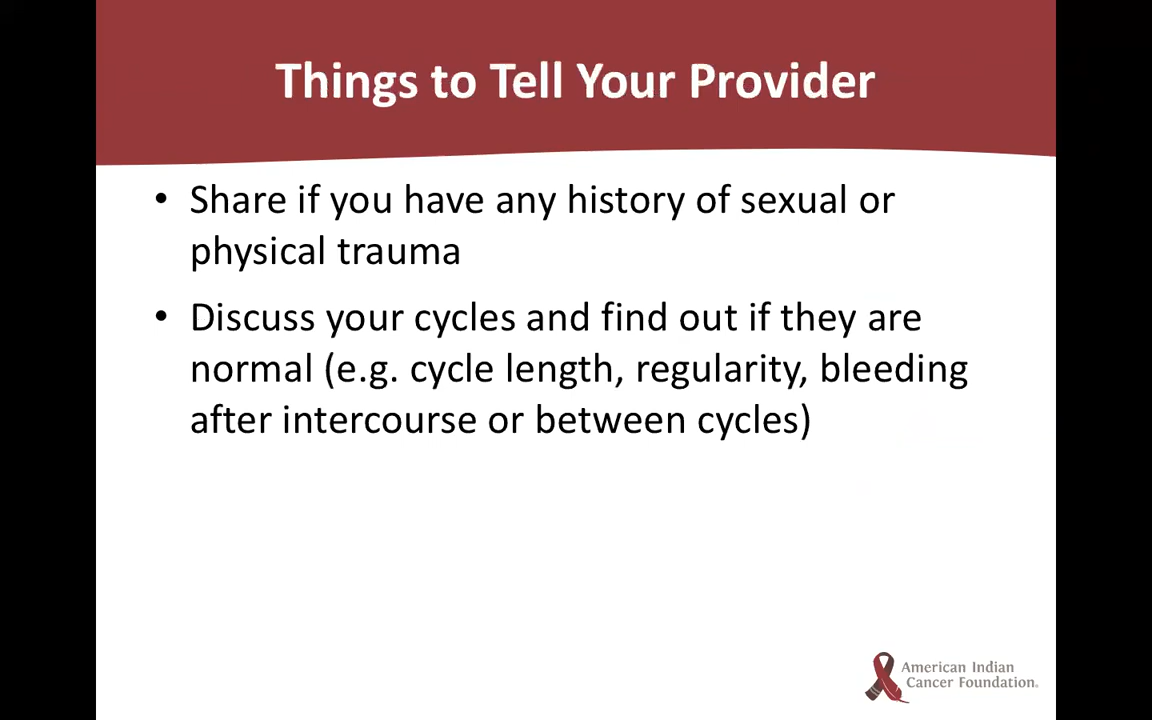 Things to Tell Your Provider
• Share if you have any history of sexual or
physical trauma
• Discuss your cycles and find out if they are
normal (e.g. cycle length, regularity, bleeding
after intercourse or between cycles)
American Indian
Cancer Foundation®